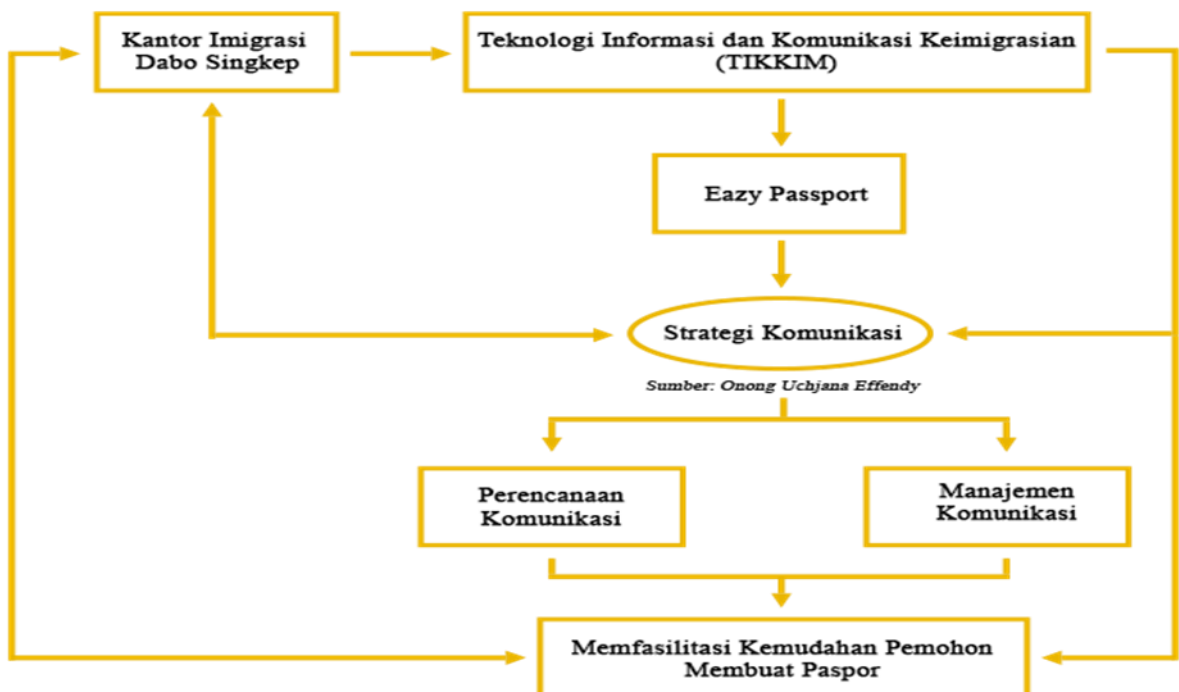 Kantor Imigrasi
Dabo Singkep
Teknologi Informasi dan Komunikasi Keimigrasian
(TIKKIM)
Eazy Passport
Strategi Komunikasi
Sumber: Onong Uchjana Effendy
Perencanaan
Komunikasi
Manajemen
Komunikasi
Memfasilitasi Kemudahan Pemohon
Membuat Paspor